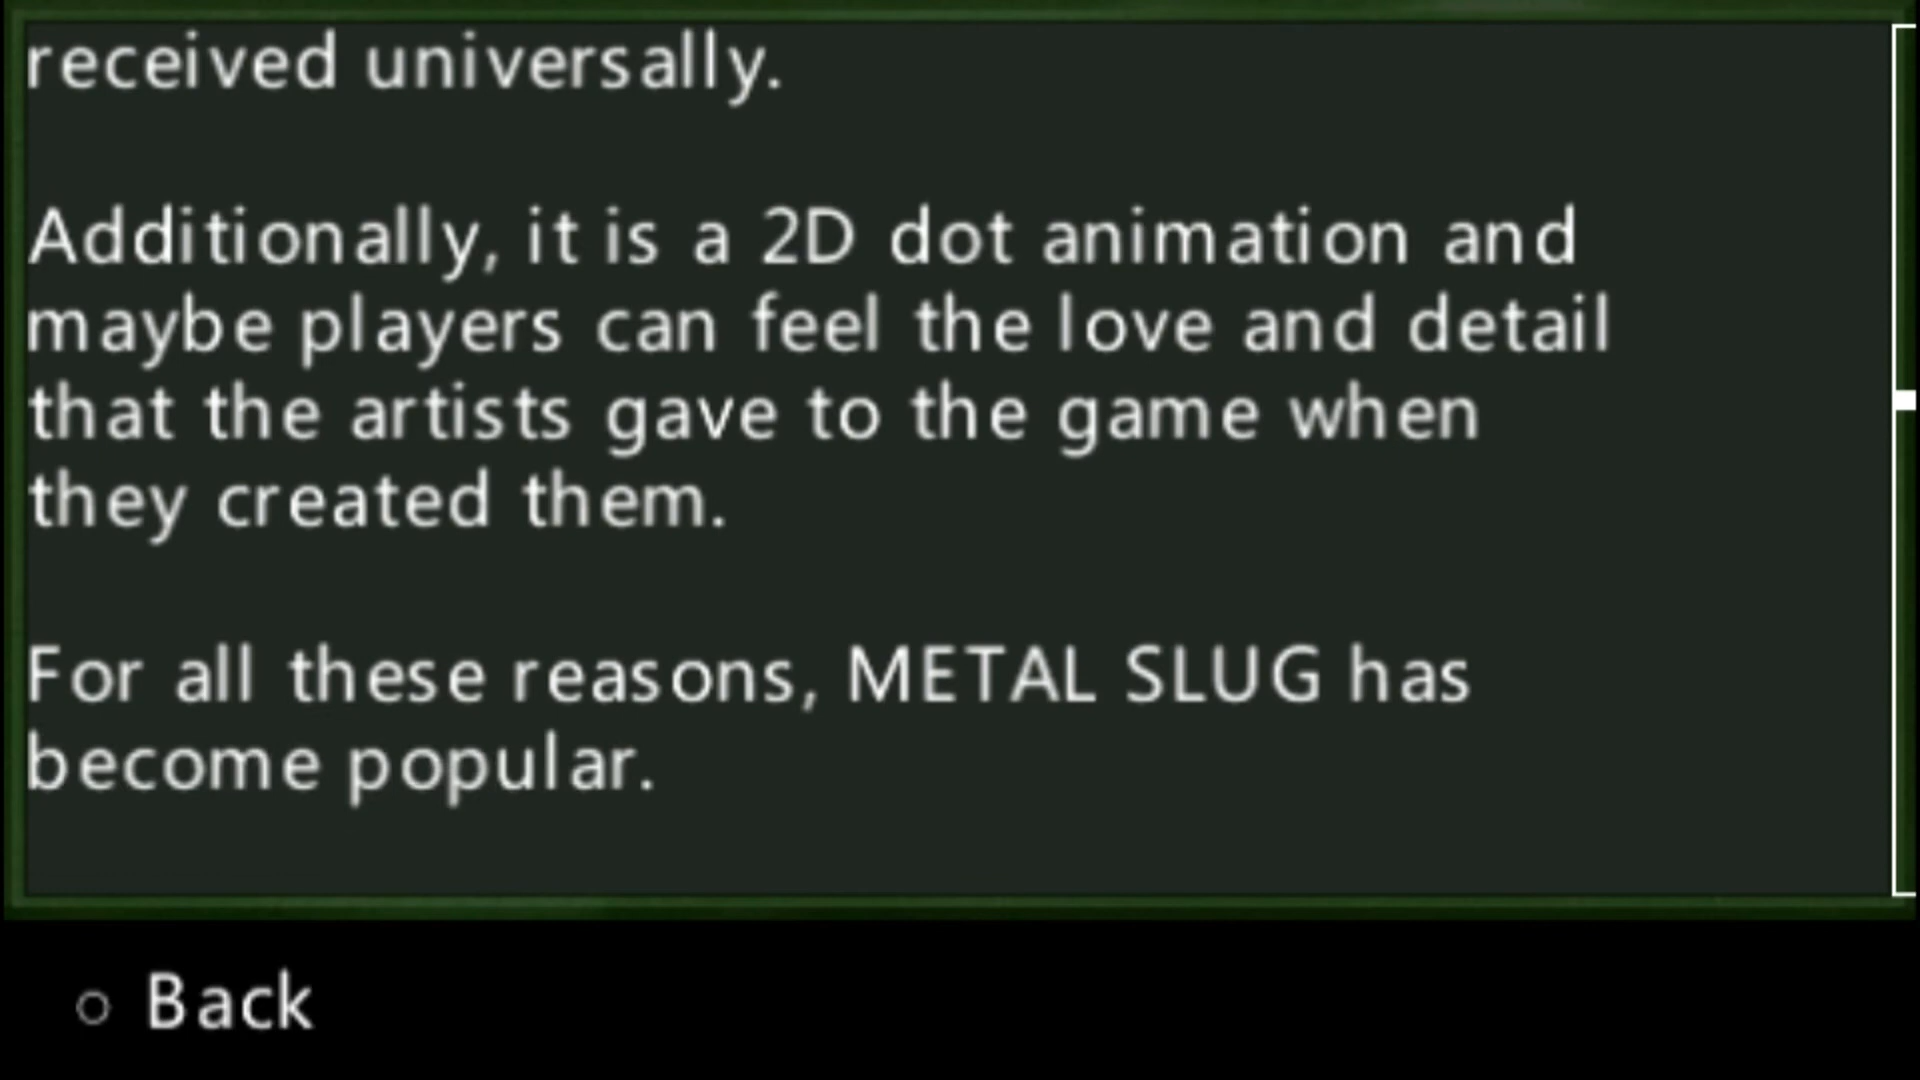 received universally.
Additionally, it is a 2D dot animation and
maybe players can feel the love and detail
that the artists gave to the game when
they created them.
For all these reasons, METAL SLUG has
become popular.
Back